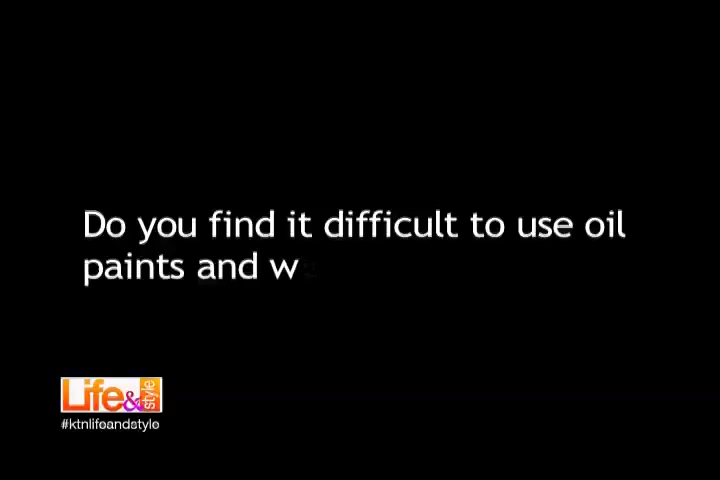 Do you find it difficult to use oil
paints and w
Life&style
#ktnlifeandstyle